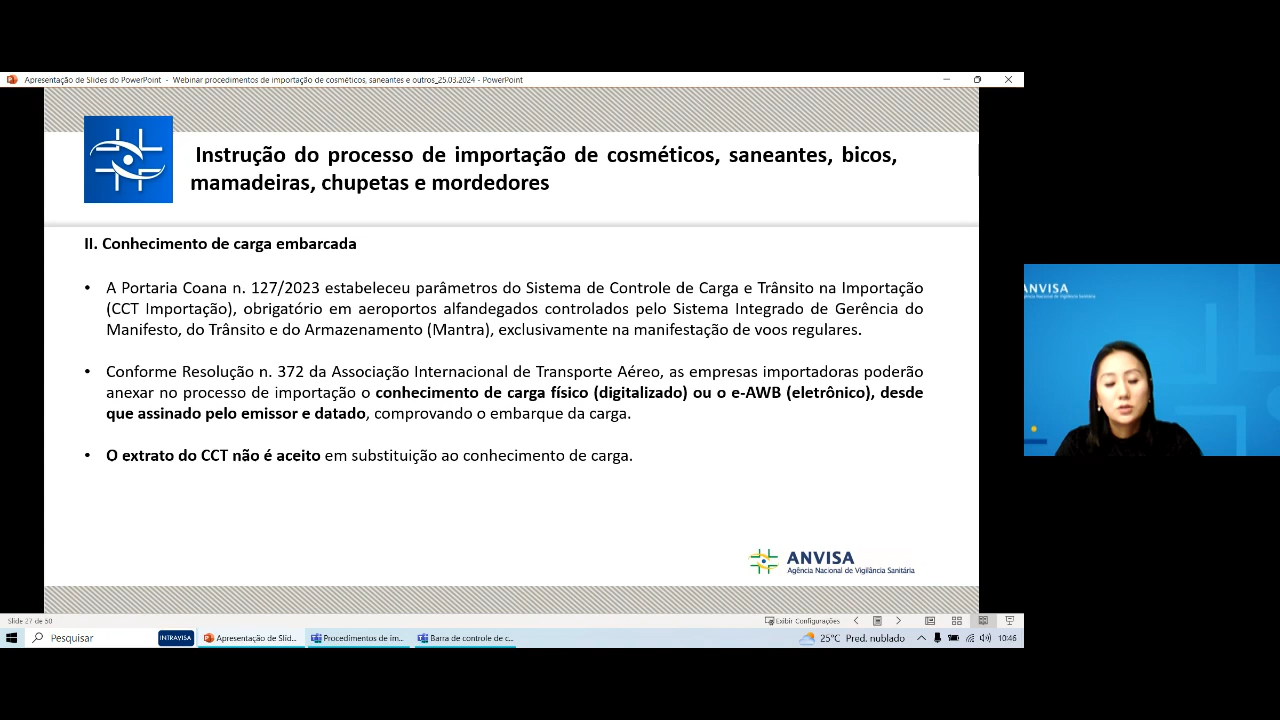 Apresentação de Slides do PowerPoint - Webinar procedimentos de importação de cosméticos, saneantes e outros_25.03.2024 - PowerPoint
Instrução do processo de importação de cosméticos, saneantes, bicos,
mamadeiras, chupetas e mordedores
II. Conhecimento de carga embarcada
• A Portaria Coana n. 127/2023 estabeleceu parâmetros do Sistema de Controle de Carga e Trânsito na Importação
(CCT Importação), obrigatório em aeroportos alfandegados controlados pelo Sistema Integrado de Gerência do
Manifesto, do Trânsito e do Armazenamento (Mantra), exclusivamente na manifestação de voos regulares.
• Conforme Resolução n. 372 da Associação Internacional de Transporte Aéreo, as empresas importadoras poderão
anexar no processo de importação o conhecimento de carga físico (digitalizado) ou o e-AWB (eletrônico), desde
que assinado pelo emissor e datado, comprovando o embarque da carga.
• O extrato do CCT não é aceito em substituição ao conhecimento de carga.
ANVISA
Agência Nacional de Vigilância Sanitária
ANVISA
Agência Nacional de Vigilância Sanitária
Slide 27 de 50
Exibir Configurações
Pesquisar
INTRAVISA
Apresentação de Slid...
Procedimentos de im...
Barra de controle de c...
25°C Pred. nublado
10:46